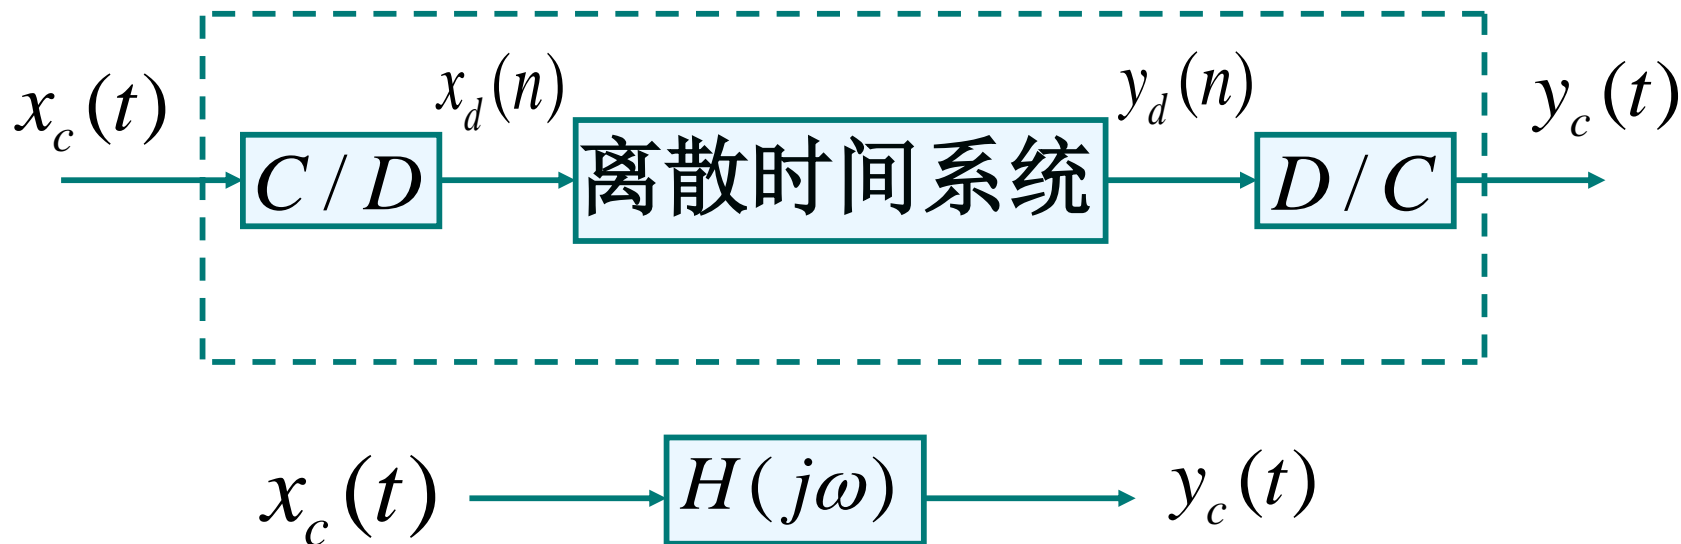 x_c(t) x_d(n) y_d(n) y_c(t)
C/D 离散时间系统 D/C
x_c(t) H(jω) y_c(t)